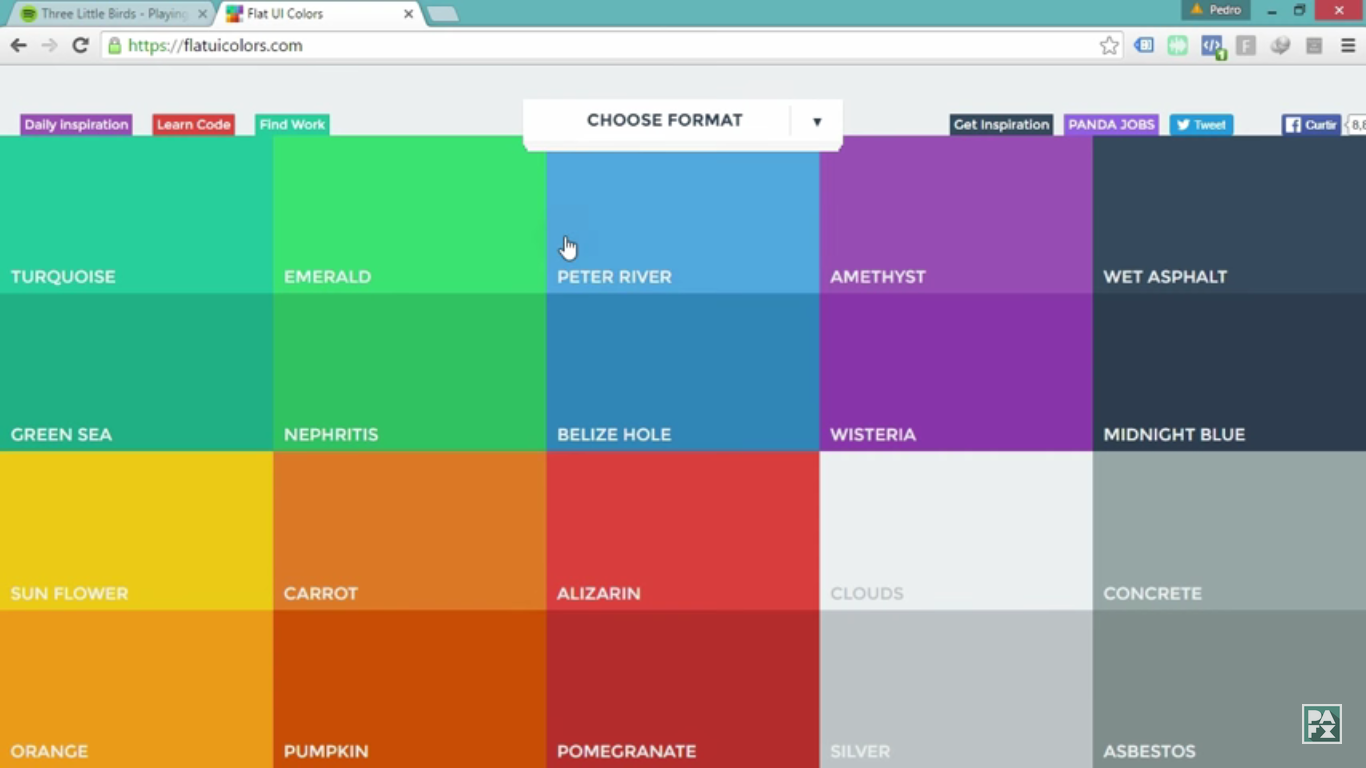 Three Little Birds - Playing
Flat UI Colors
Pedro
https://flatuicolors.com
Daily Inspiration
Learn Code
Find Work
CHOOSE FORMAT
Get Inspiration
PANDA JOBS
Tweet
Curtir
8,8
TURQUOISE
EMERALD
PETER RIVER
AMETHYST
WET ASPHALT
GREEN SEA
NEPHRITIS
BELIZE HOLE
WISTERIA
MIDNIGHT BLUE
SUN FLOWER
CARROT
ALIZARIN
CLOUDS
CONCRETE
ORANGE
PUMPKIN
POMEGRANATE
SILVER
ASBESTOS
PA
FX